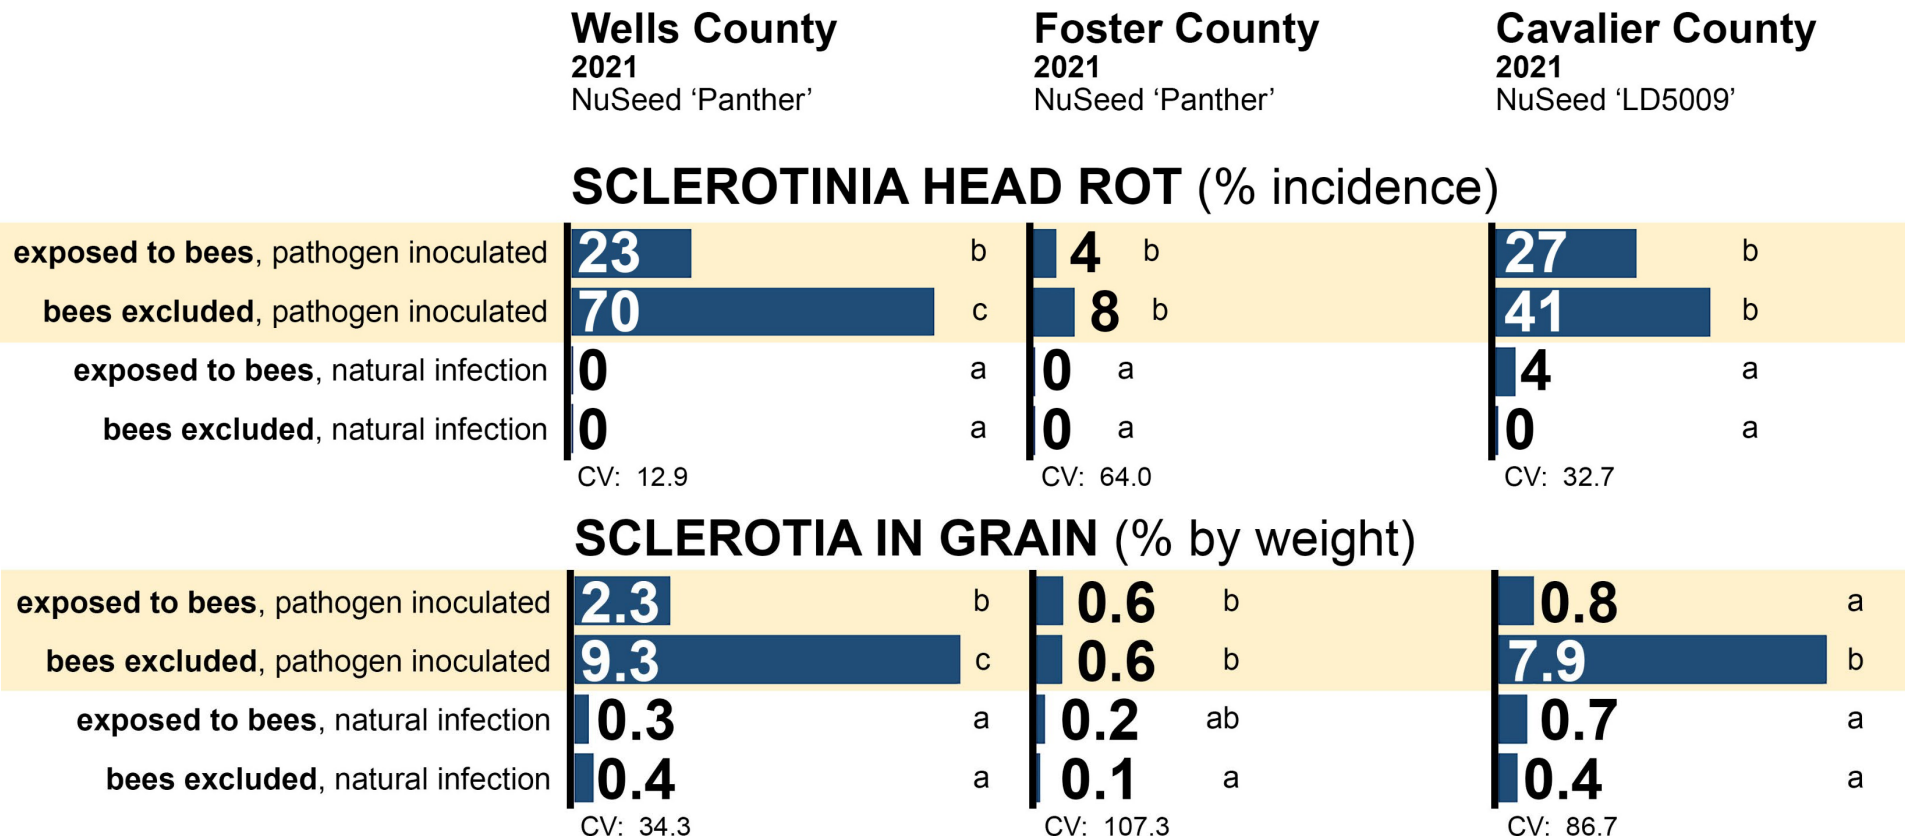 Wells County Foster County Cavalier County
2021 2021 2021
NuSeed ‘Panther’ NuSeed ‘Panther’ NuSeed ‘LD5009’
SCLEROTINIA HEAD ROT (% incidence)
exposed to bees, pathogen inoculated 23 b 4 b 27 b
bees excluded, pathogen inoculated 70 c 8 b 41 b
exposed to bees, natural infection 0 a 0 a 4 a
bees excluded, natural infection 0 a 0 a 0 a
CV: 12.9 CV: 64.0 CV: 32.7
SCLEROTIA IN GRAIN (% by weight)
exposed to bees, pathogen inoculated 2.3 b 0.6 b 0.8 a
bees excluded, pathogen inoculated 9.3 c 0.6 b 7.9 b
exposed to bees, natural infection 0.3 a 0.2 ab 0.7 a
bees excluded, natural infection 0.4 a 0.1 a 0.4 a
CV: 34.3 CV: 107.3 CV: 86.7